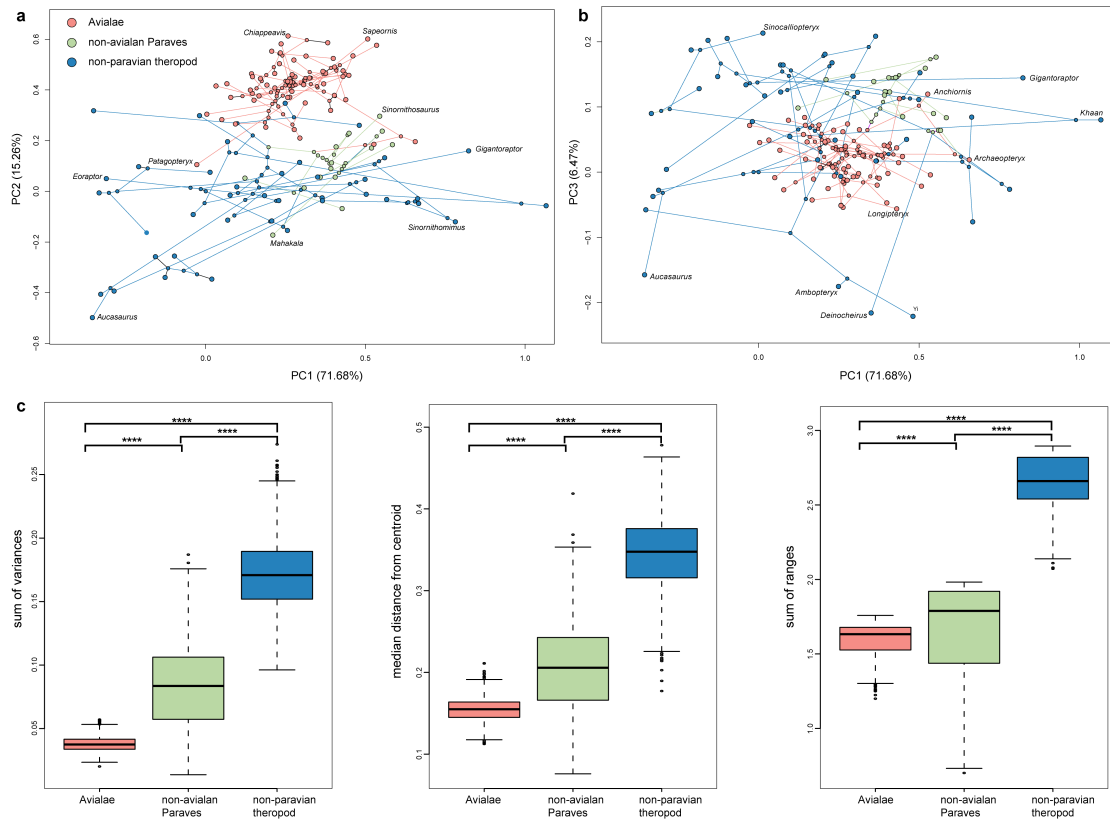 a
Avialae
non-avialan Paraves
non-paravian theropod
Chiappeavis
Sapeornis
Sinornithosaurus
Patagopteryx
Gigantoraptor
Eoraptor
Sinornithomimus
Mahakala
Aucasaurus
0.6
0.4
0.2
0.0
−0.2
−0.4
−0.6
PC2 (15.26%)
0.0
0.5
1.0
PC1 (71.68%)
b
Sinocalliopteryx
Gigantoraptor
Anchiornis
Khaan
Archaeopteryx
Longipteryx
Aucasaurus
Ambopteryx
Yi
Deinocheirus
0.2
0.1
0.0
−0.1
−0.2
PC3 (6.47%)
0.0
0.5
1.0
PC1 (71.68%)
c
****
****
****
0.25
0.20
0.15
0.10
0.05
sum of variances
Avialae
non-avialan
Paraves
non-paravian
theropod
****
****
****
0.5
0.4
0.3
0.2
0.1
median distance from centroid
Avialae
non-avialan
Paraves
non-paravian
theropod
****
****
****
3.0
2.5
2.0
1.5
1.0
sum of ranges
Avialae
non-avialan
Paraves
non-paravian
theropod